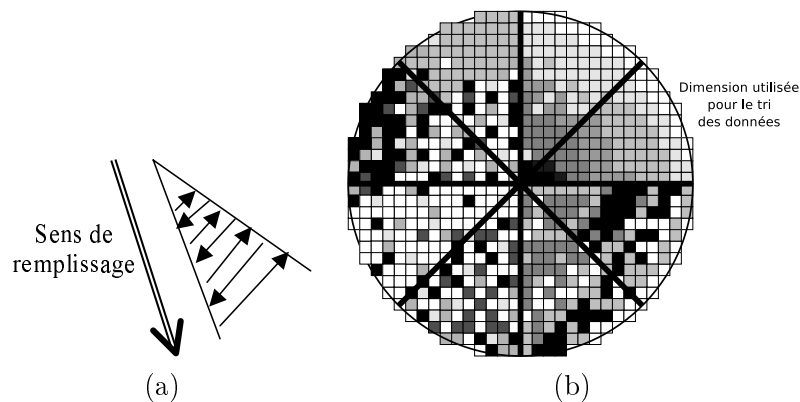 Sens de
remplissage
(a)
Dimension utilisée
pour le tri
des données
(b)